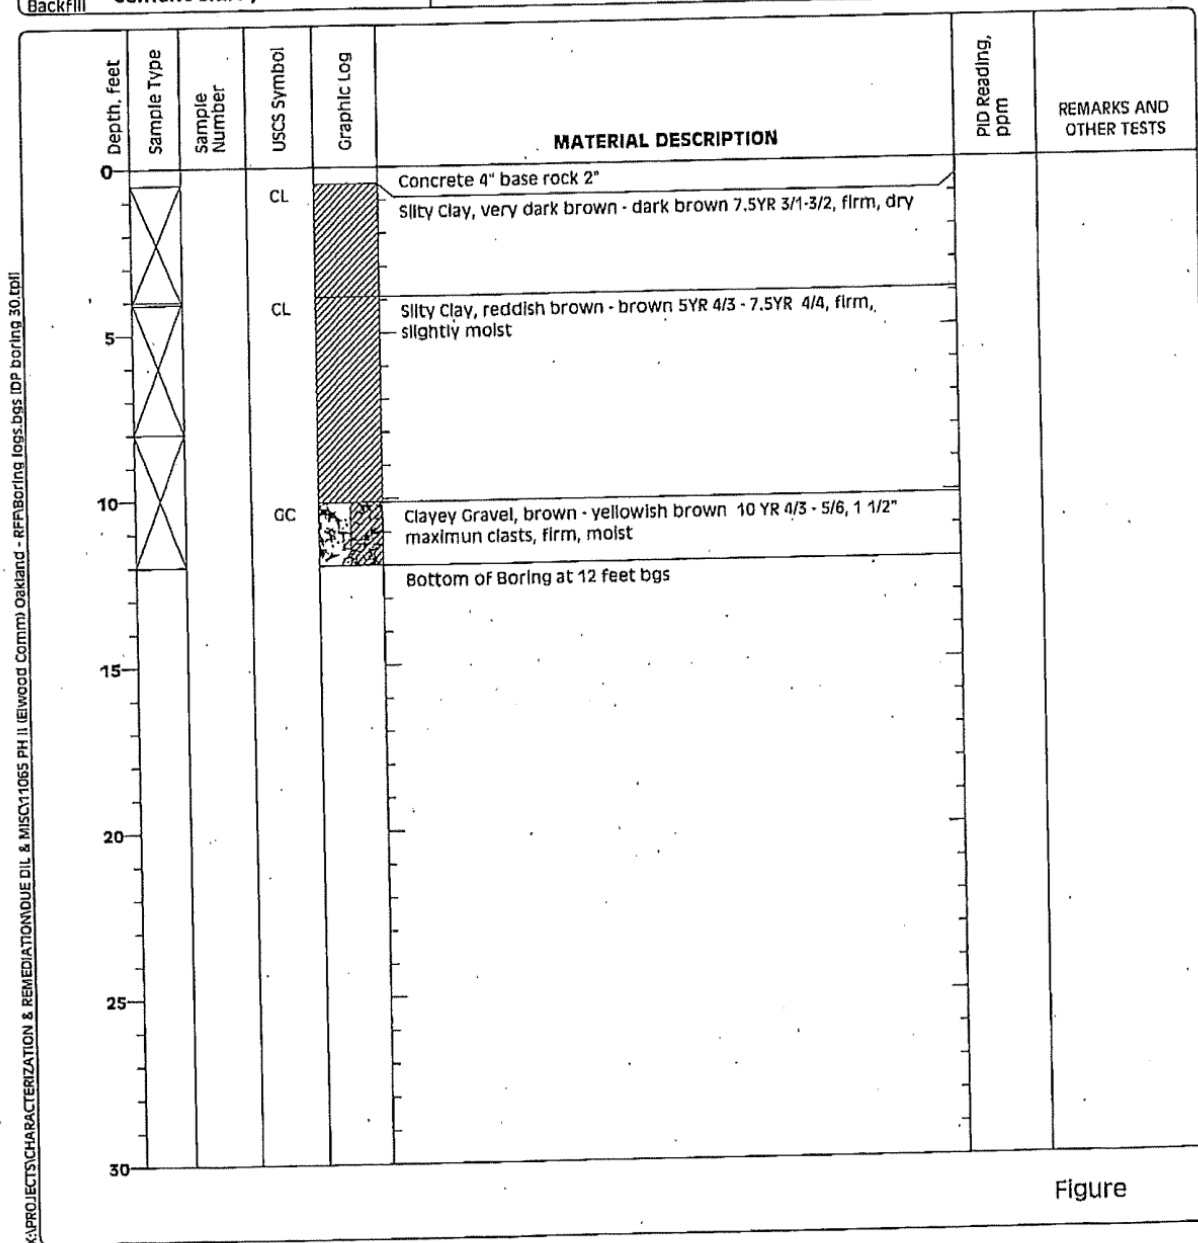 Backfill
Depth, feet
Sample Type
Sample
Number
USCS Symbol
Graphic Log
MATERIAL DESCRIPTION
PID Reading,
ppm
REMARKS AND
OTHER TESTS
0
Concrete 4" base rock 2"
CL
Silty Clay, very dark brown - dark brown 7.5YR 3/1-3/2, firm, dry
CL
Silty Clay, reddish brown - brown 5YR 4/3 - 7.5YR 4/4, firm,
slightly moist
5
10
GC
Clayey Gravel, brown - yellowish brown 10 YR 4/3 - 5/6, 1 1/2"
maximun clasts, firm, moist
Bottom of Boring at 12 feet bgs
15
20
25
30
Figure
X:\PROJECTS\CHARACTERIZATION & REMEDIATION\DUE DIL & MISC\11065 PH II (Elwood Comm) Oakland - RFF\Boring logs.bgs [DP boring 30.tpl]